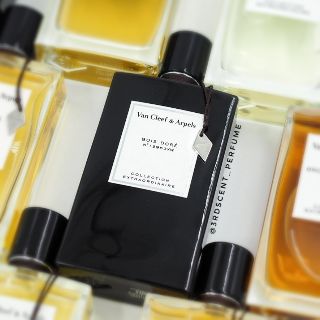 Van Cleef & Arpels
BOIS DORÉ
COLLECTION
EXTRAORDINAIRE
@3RDSCENT_PERFUME